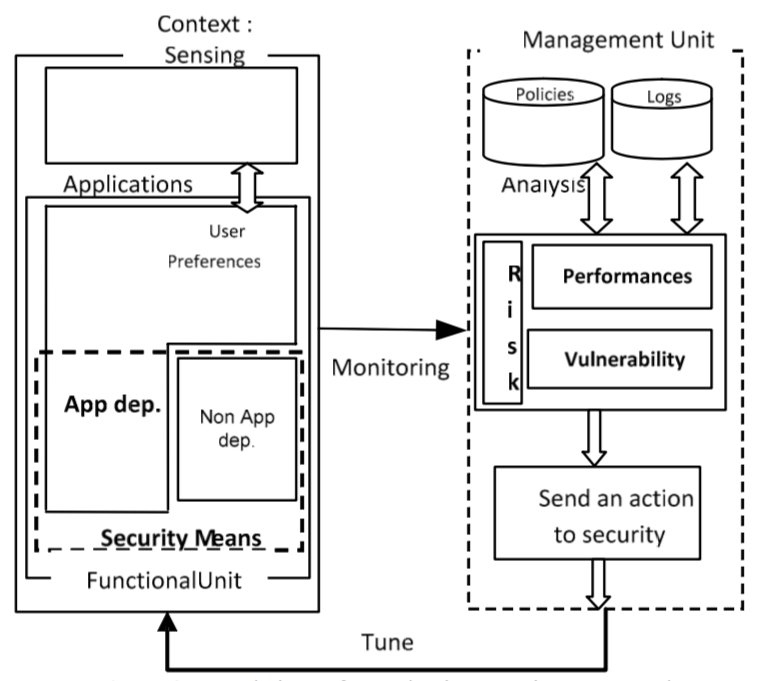 Context :
Sensing
Applications
User
Preferences
App dep.
Non App
dep.
Security Means
FunctionalUnit
Monitoring
Management Unit
Policies
Logs
Analysis
Risk
Performances
Vulnerability
Send an action
to security
Tune